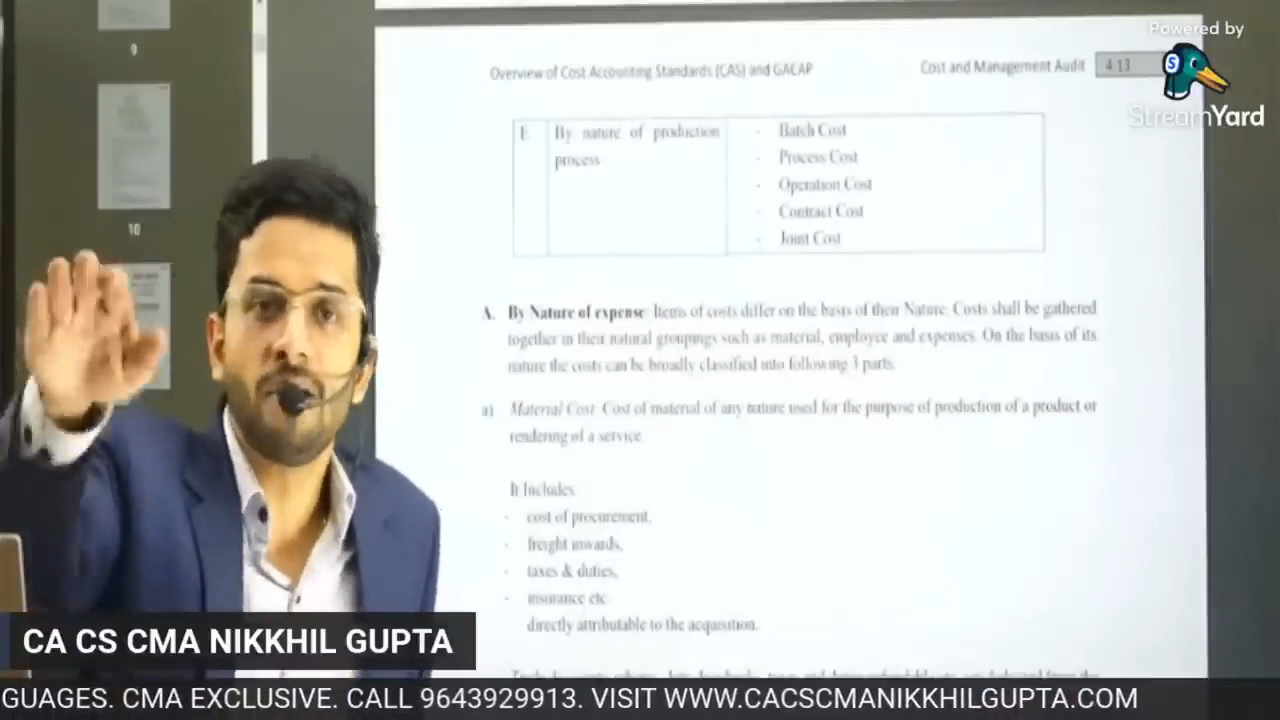 Powered by
StreamYard
9
10
Overview of Cost Accounting Standards (CAS) and GACAP
Cost and Management Audit 4.13
E. By nature of production process
- Batch Cost
- Process Cost
- Operation Cost
- Contract Cost
- Joint Cost
A. By Nature of expense: Items of costs differ on the basis of their Nature. Costs shall be gathered
together in their natural groupings such as material, employee and expenses. On the basis of its
nature the costs can be broadly classified into following 3 parts.
a) Material Cost: Cost of material of any nature used for the purpose of production of a product or
rendering of a service.
It Includes
- cost of procurement,
- freight inwards,
- taxes & duties,
- insurance etc
directly attributable to the acquisition.
CA CS CMA NIKKHIL GUPTA
GUAGES. CMA EXCLUSIVE. CALL 9643929913. VISIT WWW.CACSCMANIKKHILGUPTA.COM